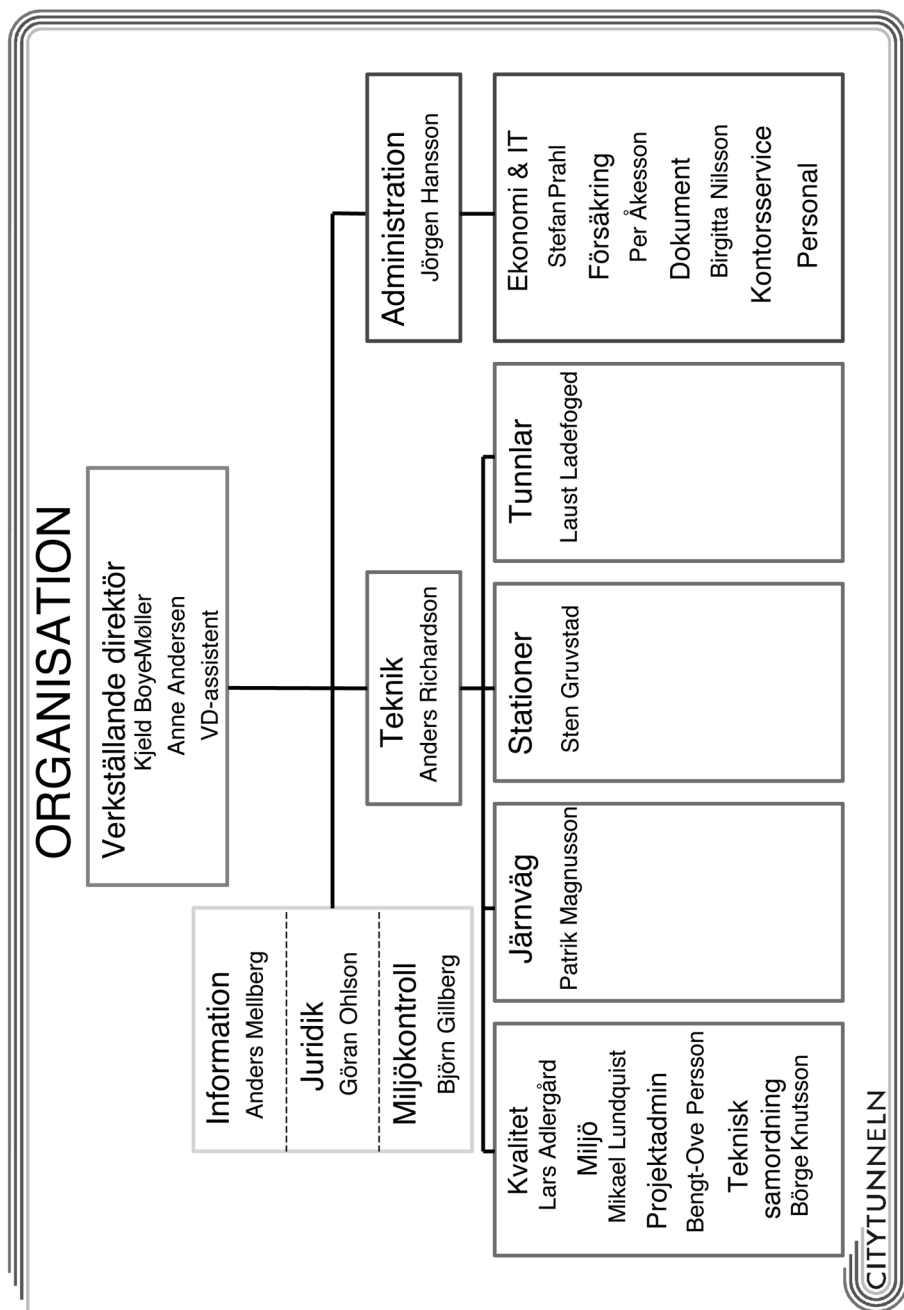 ORGANISATION
Verkställande direktör
Kjeld Boye-Møller
Anne Andersen
VD-assistent
Information
Anders Mellberg
Juridik
Göran Ohlson
Miljökontroll
Björn Gillberg
Teknik
Anders Richardson
Administration
Jörgen Hansson
Kvalitet
Lars Adlergård
Miljö
Mikael Lundquist
Projektadmin
Bengt-Ove Persson
Teknisk
samordning
Börge Knutsson
Järnväg
Patrik Magnusson
Stationer
Sten Gruvstad
Tunnlar
Laust Ladefoged
Ekonomi & IT
Stefan Prahl
Försäkring
Per Åkesson
Dokument
Birgitta Nilsson
Kontorsservice
Personal
CITYTUNNELN